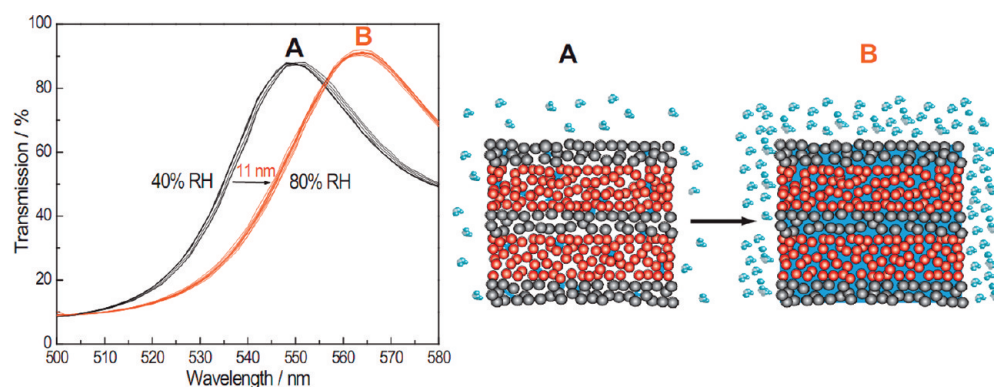 100
80
60
40
20
0
Transmission / %
500 510 520 530 540 550 560 570 580
Wavelength / nm
A
B
40% RH
11 nm
80% RH
A
B